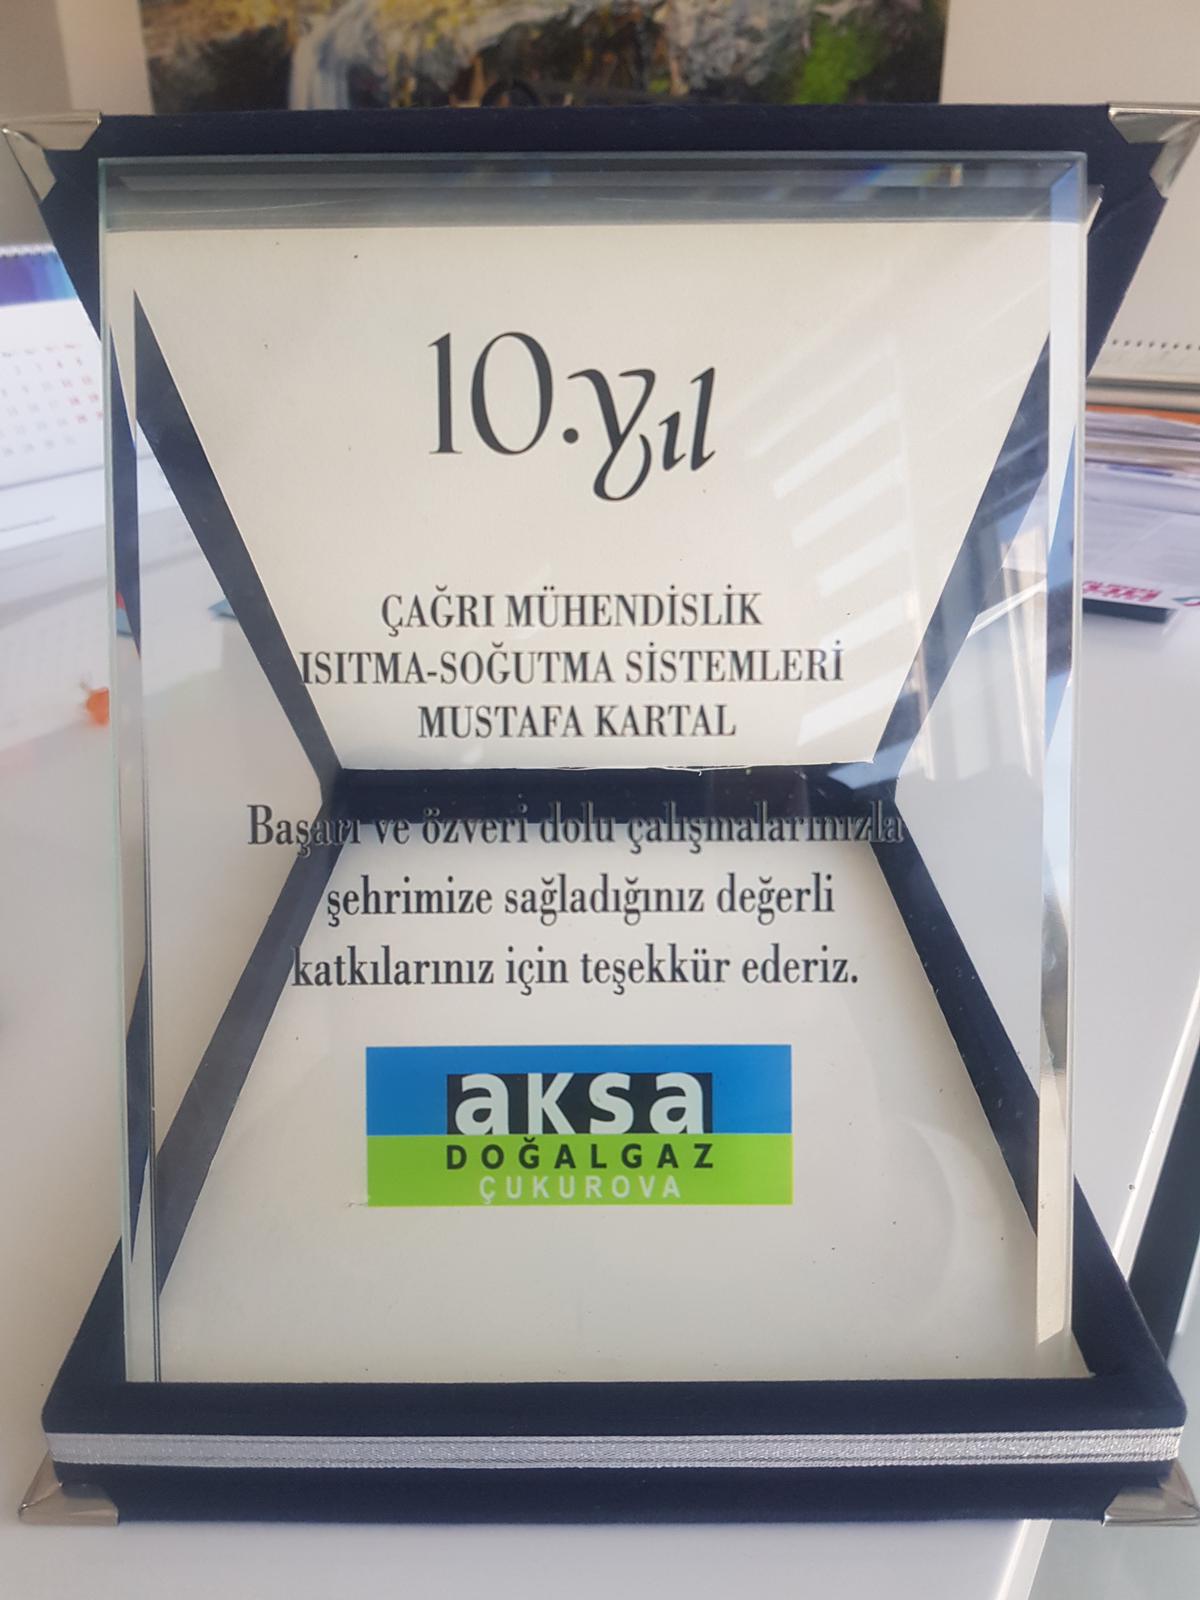 10.yıl
ÇAĞRI MÜHENDİSLİK
ISITMA-SOĞUTMA SİSTEMLERİ
MUSTAFA KARTAL
Başarı ve özveri dolu çalışmalarınızla
şehrimize sağladığınız değerli
katkılarınız için teşekkür ederiz.
aksa
DOĞALGAZ
ÇUKUROVA